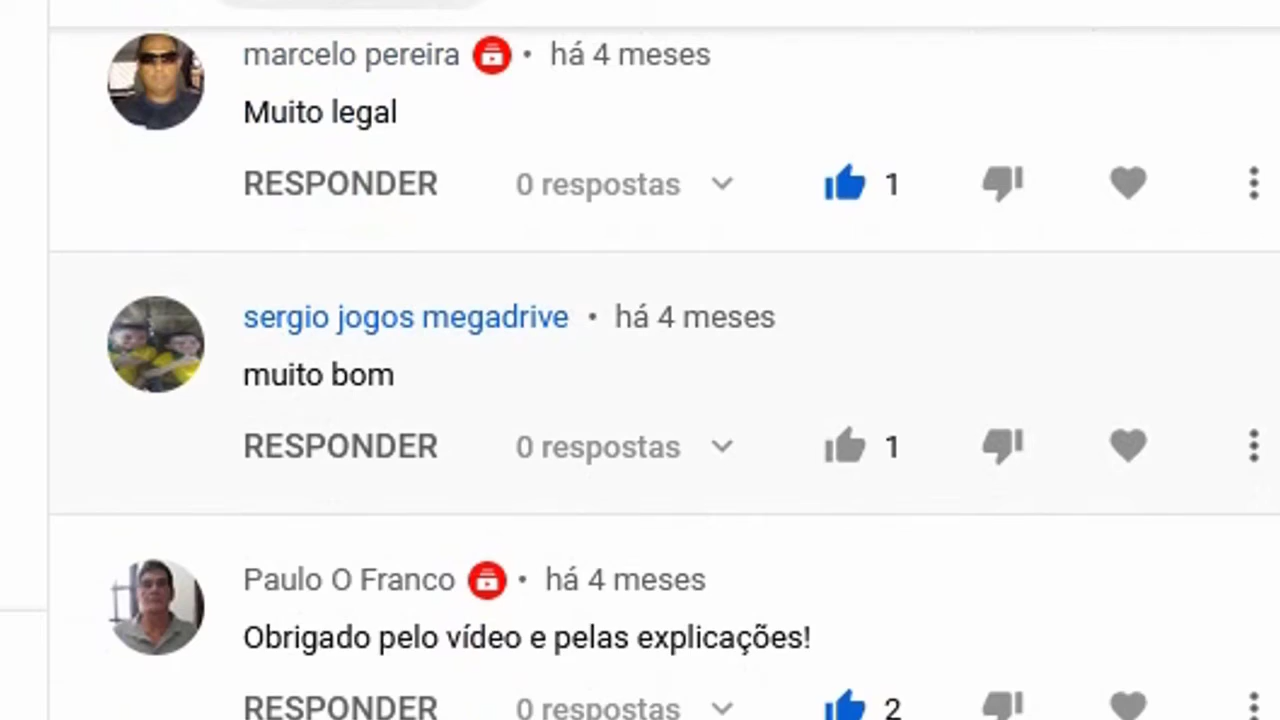 marcelo pereira • há 4 meses
Muito legal
RESPONDER 0 respostas 1
sergio jogos megadrive • há 4 meses
muito bom
RESPONDER 0 respostas 1
Paulo O Franco • há 4 meses
Obrigado pelo vídeo e pelas explicações!
RESPONDER 0 respostas 2